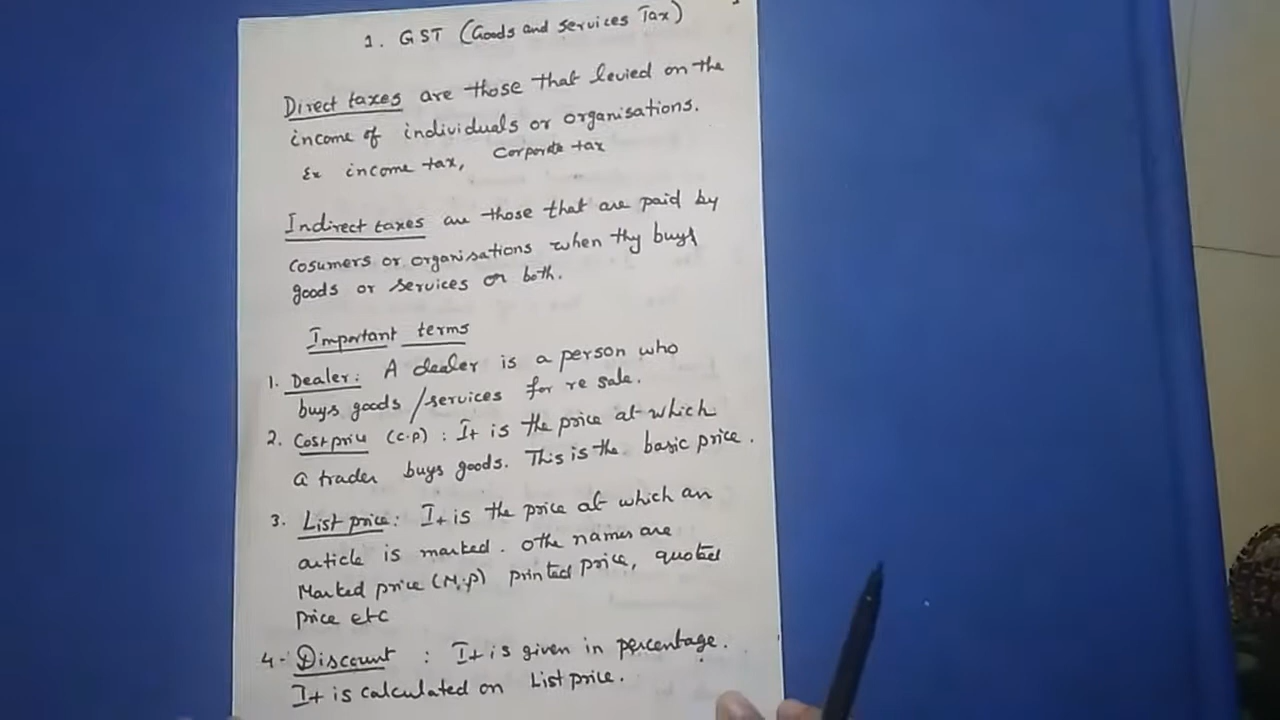 1. GST (Goods and Services Tax)
Direct taxes are those that levied on the
income of individuals or organisations.
Ex income tax, Corporate tax
Indirect taxes are those that are paid by
cosumers or organisations when thy buys
goods or services or both.
Important terms
1. Dealer: A dealer is a person who
buys goods /services for re sale.
2. Cost price (C.P) : It is the price at which
a trader buys goods. This is the basic price.
3. List price: It is the price at which an
article is marked. Othe names are
Marked price (M.P) printed price, quoted
price etc
4. Discount : It is given in percentage.
It is calculated on List price.